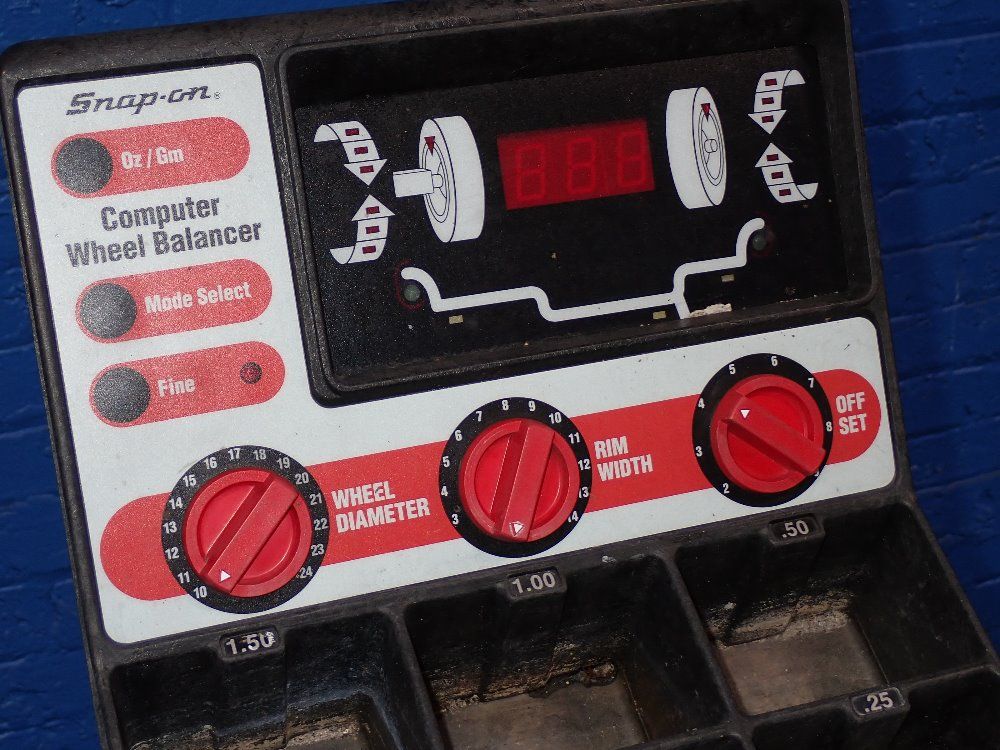 Snap-on®
Oz / Gm
Computer
Wheel Balancer
Mode Select
Fine
10 11 12 13 14 15 16 17 18 19 20 21 22 23 24
WHEEL
DIAMETER
3 4 5 6 7 8 9 10 11 12 13 14
RIM
WIDTH
2 3 4 5 6 7 8
OFF
SET
1.50
1.00
.50
.25